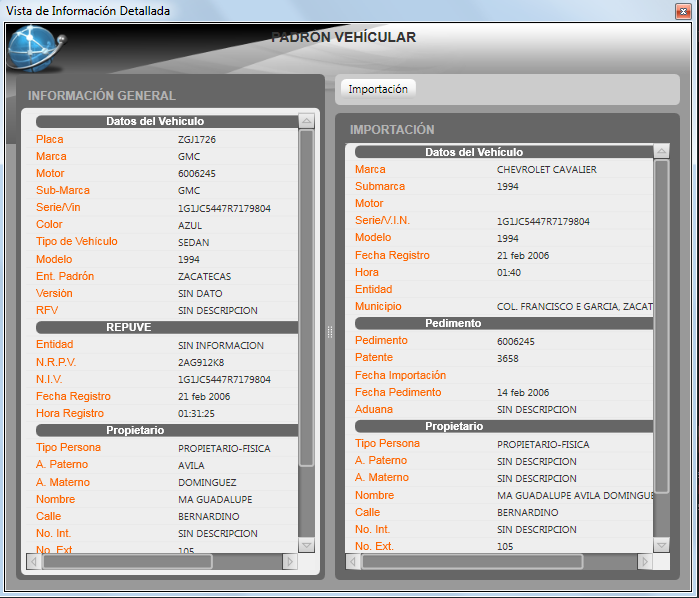 Vista de Información Detallada
PADRON VEHÍCULAR
INFORMACIÓN GENERAL
Datos del Vehiculo
Placa ZGJ1726
Marca GMC
Motor 6006245
Sub-Marca GMC
Serie/Vin 1G1JC5447R7179804
Color AZUL
Tipo de Vehículo SEDAN
Modelo 1994
Ent. Padrón ZACATECAS
Versión SIN DATO
RFV SIN DESCRIPCION
REPUVE
Entidad SIN INFORMACION
N.R.P.V. 2AG912K8
N.I.V. 1G1JC5447R7179804
Fecha Registro 21 feb 2006
Hora Registro 01:31:25
Propietario
Tipo Persona PROPIETARIO-FISICA
A. Paterno AVILA
A. Materno DOMINGUEZ
Nombre MA GUADALUPE
Calle BERNARDINO
No. Int. SIN DESCRIPCION
No. Ext. 105
Importación
IMPORTACIÓN
Datos del Vehículo
Marca CHEVROLET CAVALIER
Submarca 1994
Motor
Serie/V.I.N. 1G1JC5447R7179804
Modelo 1994
Fecha Registro 21 feb 2006
Hora 01:40
Entidad
Municipio COL. FRANCISCO E GARCIA, ZACAT
Pedimento
Pedimento 6006245
Patente 3658
Fecha Importación
Fecha Pedimento 14 feb 2006
Aduana SIN DESCRIPCION
Propietario
Tipo Persona PROPIETARIO-FISICA
A. Paterno SIN DESCRIPCION
A. Materno SIN DESCRIPCION
Nombre MA GUADALUPE AVILA DOMINGUE
Calle BERNARDINO
No. Int. SIN DESCRIPCION
No. Ext. 105